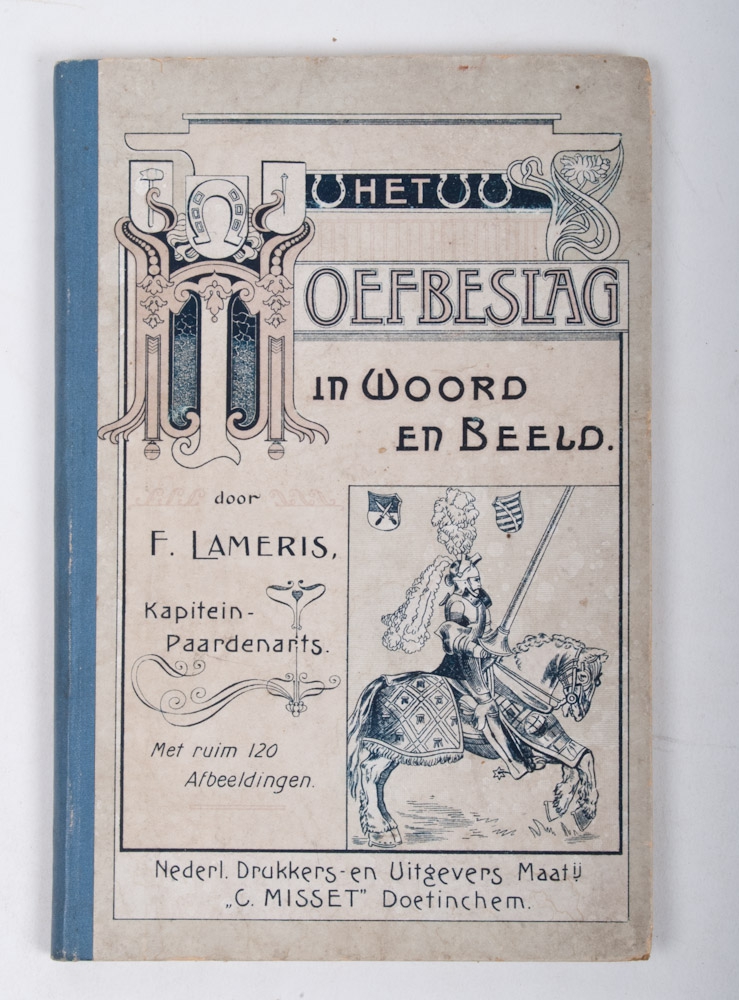 HET
HOEFBESLAG
IN WOORD
EN BEELD.
door
F. LAMERIS,
Kapitein-
Paardenarts.
Met ruim 120
Afbeeldingen.
Nederl. Drukkers- en Uitgevers Maatij
„C. MISSET” Doetinchem.